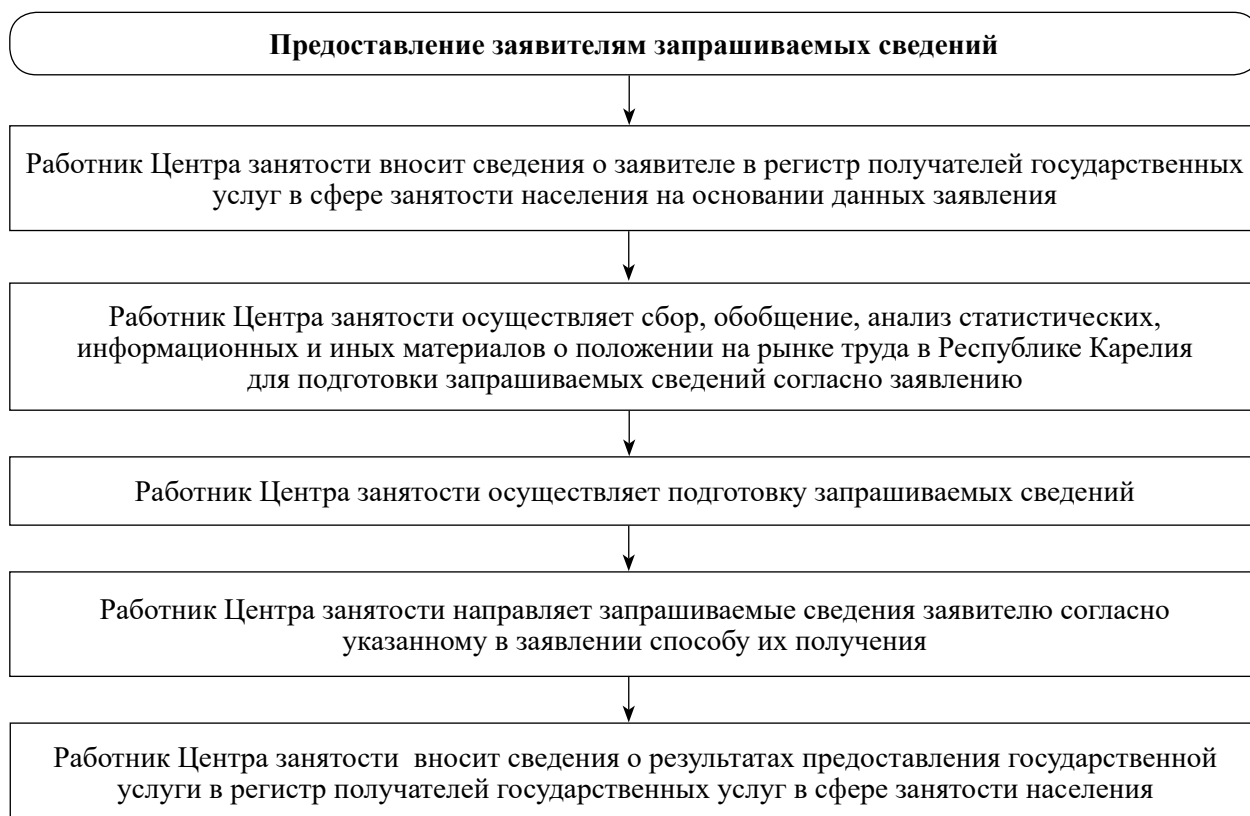 Предоставление заявителям запрашиваемых сведений
Работник Центра занятости вносит сведения о заявителе в регистр получателей государственных
услуг в сфере занятости населения на основании данных заявления
Работник Центра занятости осуществляет сбор, обобщение, анализ статистических,
информационных и иных материалов о положении на рынке труда в Республике Карелия
для подготовки запрашиваемых сведений согласно заявлению
Работник Центра занятости осуществляет подготовку запрашиваемых сведений
Работник Центра занятости направляет запрашиваемые сведения заявителю согласно
указанному в заявлении способу их получения
Работник Центра занятости  вносит сведения о результатах предоставления государственной
услуги в регистр получателей государственных услуг в сфере занятости населения